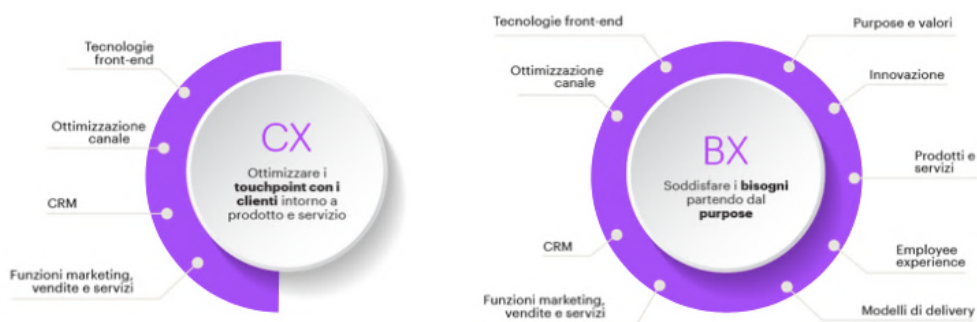 Tecnologie
front-end
Ottimizzazione
canale
CRM
Funzioni marketing,
vendite e servizi
CX
Ottimizzare i
touchpoint con i
clienti intorno a
prodotto e servizio
Tecnologie front-end
Ottimizzazione
canale
CRM
Funzioni marketing,
vendite e servizi
BX
Soddisfare i bisogni
partendo dal
purpose
Purpose e valori
Innovazione
Prodotti e
servizi
Employee
experience
Modelli di delivery